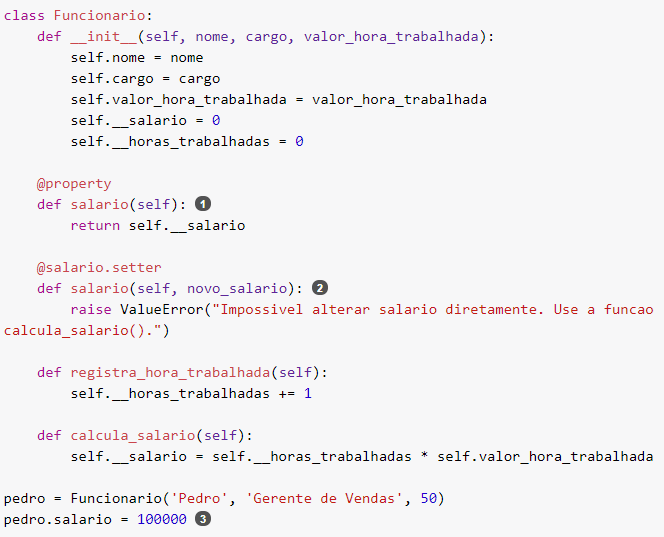 class Funcionario:
    def __init__(self, nome, cargo, valor_hora_trabalhada):
        self.nome = nome
        self.cargo = cargo
        self.valor_hora_trabalhada = valor_hora_trabalhada
        self.__salario = 0
        self.__horas_trabalhadas = 0

    @property
    def salario(self): 1
        return self.__salario

    @salario.setter
    def salario(self, novo_salario): 2
        raise ValueError("Impossivel alterar salario diretamente. Use a funcao
calcula_salario().")

    def registra_hora_trabalhada(self):
        self.__horas_trabalhadas += 1

    def calcula_salario(self):
        self.__salario = self.__horas_trabalhadas * self.valor_hora_trabalhada

pedro = Funcionario('Pedro', 'Gerente de Vendas', 50)
pedro.salario = 100000 3